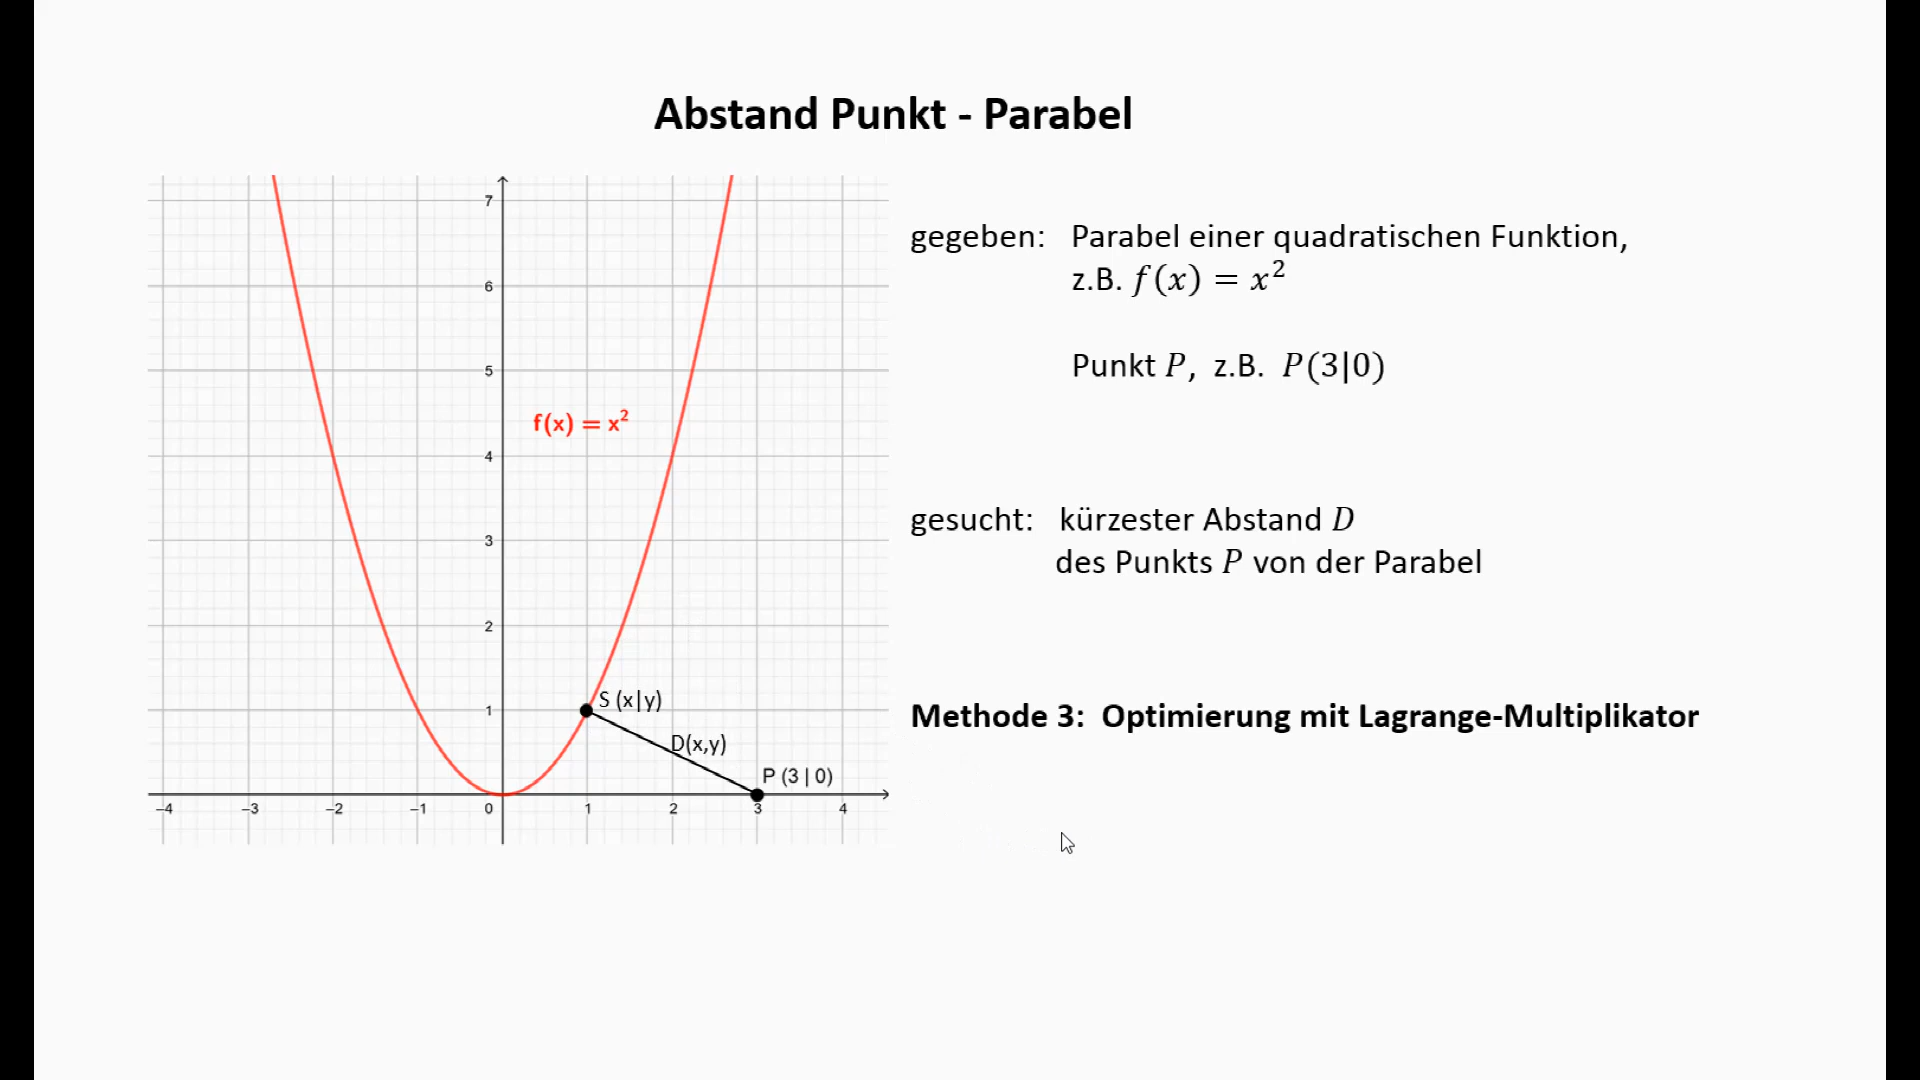 Abstand Punkt - Parabel
7
6
5
4
3
2
1
f(x) = x²
S (x|y)
D(x,y)
P (3 | 0)
−4 −3 −2 −1 0 1 2 3 4
gegeben: Parabel einer quadratischen Funktion,
z.B. f(x) = x²
Punkt P, z.B. P(3|0)
gesucht: kürzester Abstand D
des Punkts P von der Parabel
Methode 3: Optimierung mit Lagrange-Multiplikator